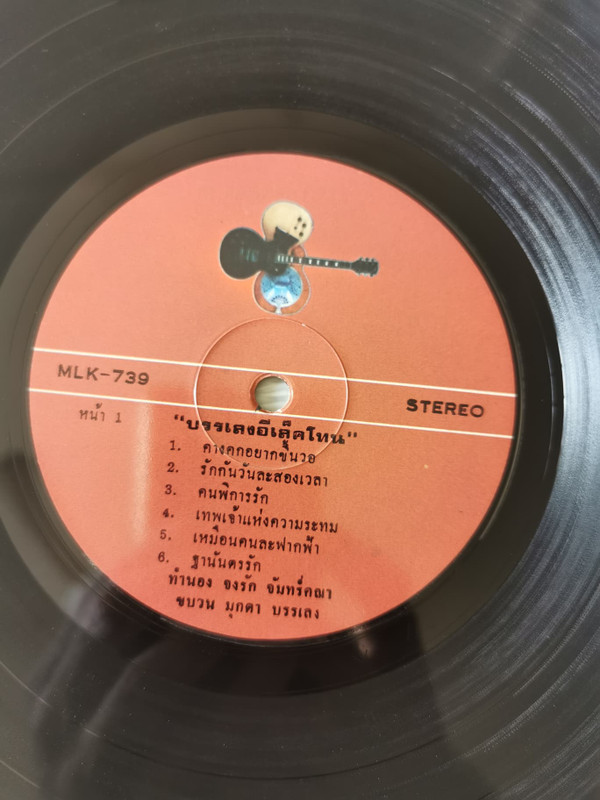 MLK-739
STEREO
หน้า 1
"บรรเลงอีเล็คโทน"
1. คางคกอยากขึ้นวอ
2. รักกันวันละสองเวลา
3. คนพิการรัก
4. เทพเจ้าแห่งความระทม
5. เหมือนคนละฟากฟ้า
6. ฐานันดรรัก
ทำนอง จงรัก จันทร์คณา
ขบวน มุกดา บรรเลง